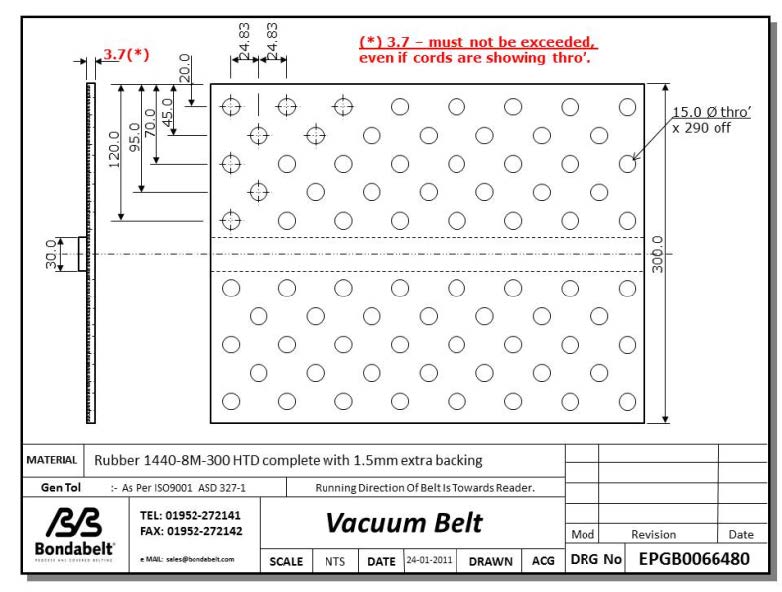 3.7(*)
(*) 3.7 – must not be exceeded,
even if cords are showing thro’.
24.83
24.83
20.0
45.0
70.0
95.0
120.0
15.0 Ø thro’
x 290 off
30.0
300.0
MATERIAL Rubber 1440-8M-300 HTD complete with 1.5mm extra backing
Gen Tol :- As Per ISO9001 ASD 327-1 Running Direction Of Belt Is Towards Reader.
TEL: 01952-272141
FAX: 01952-272142
e MAIL: sales@bondabelt.com
Bondabelt
Vacuum Belt
Mod Revision Date
SCALE NTS DATE 24-01-2011 DRAWN ACG DRG No EPGB0066480